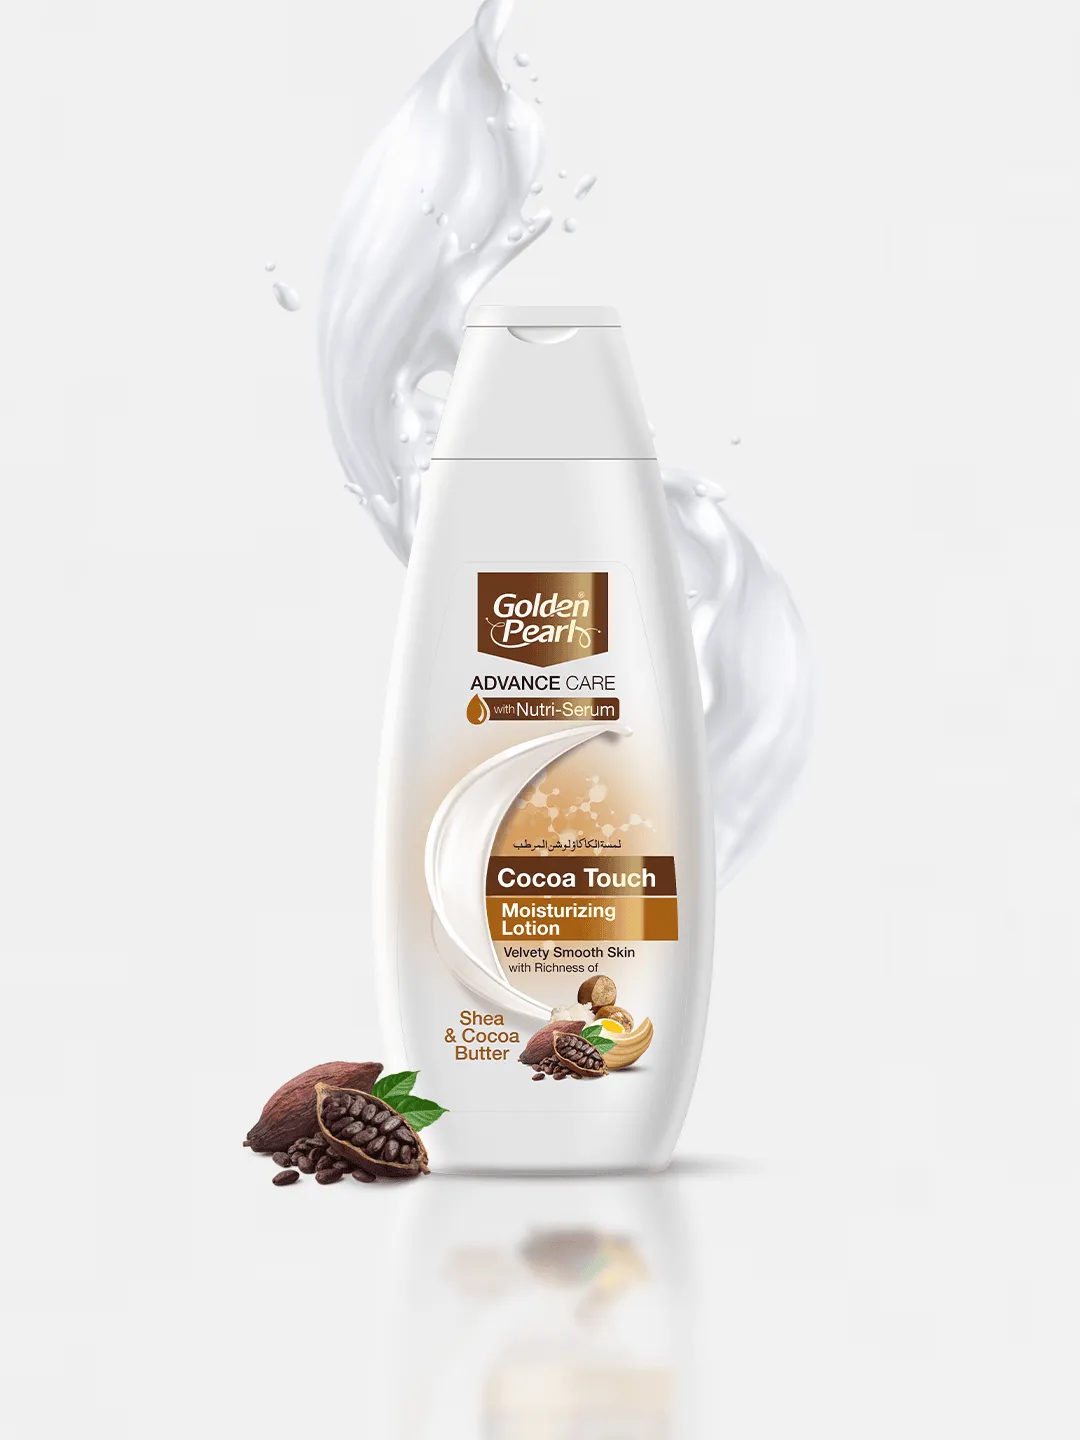 Golden®
Pearl
ADVANCE CARE
with Nutri-Serum
لمسة الكاكاؤ لوشن المرطب
Cocoa Touch
Moisturizing
Lotion
Velvety Smooth Skin
with Richness of
Shea
& Cocoa
Butter